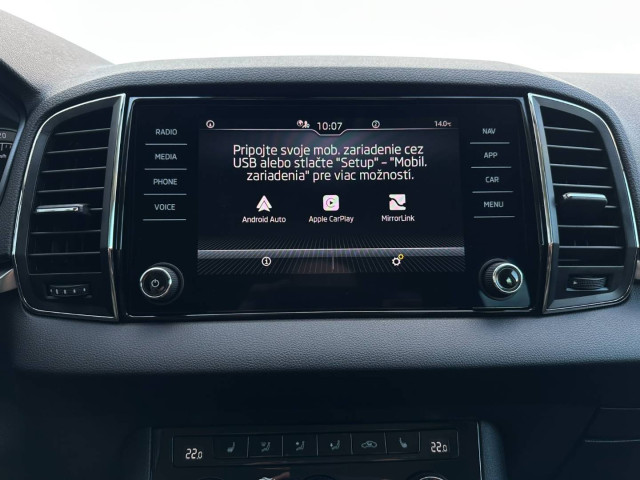 10:07
14.0°C
Pripojte svoje mob. zariadenie cez
USB alebo stlačte "Setup" - "Mobil.
zariadenia" pre viac možností.
Android Auto
Apple CarPlay
MirrorLink
RADIO
MEDIA
PHONE
VOICE
NAV
APP
CAR
MENU
22.0
22.0